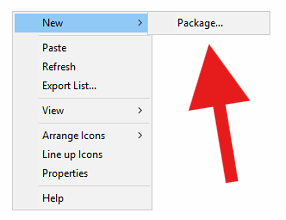 New
Package...
Paste
Refresh
Export List...
View
Arrange Icons
Line up Icons
Properties
Help